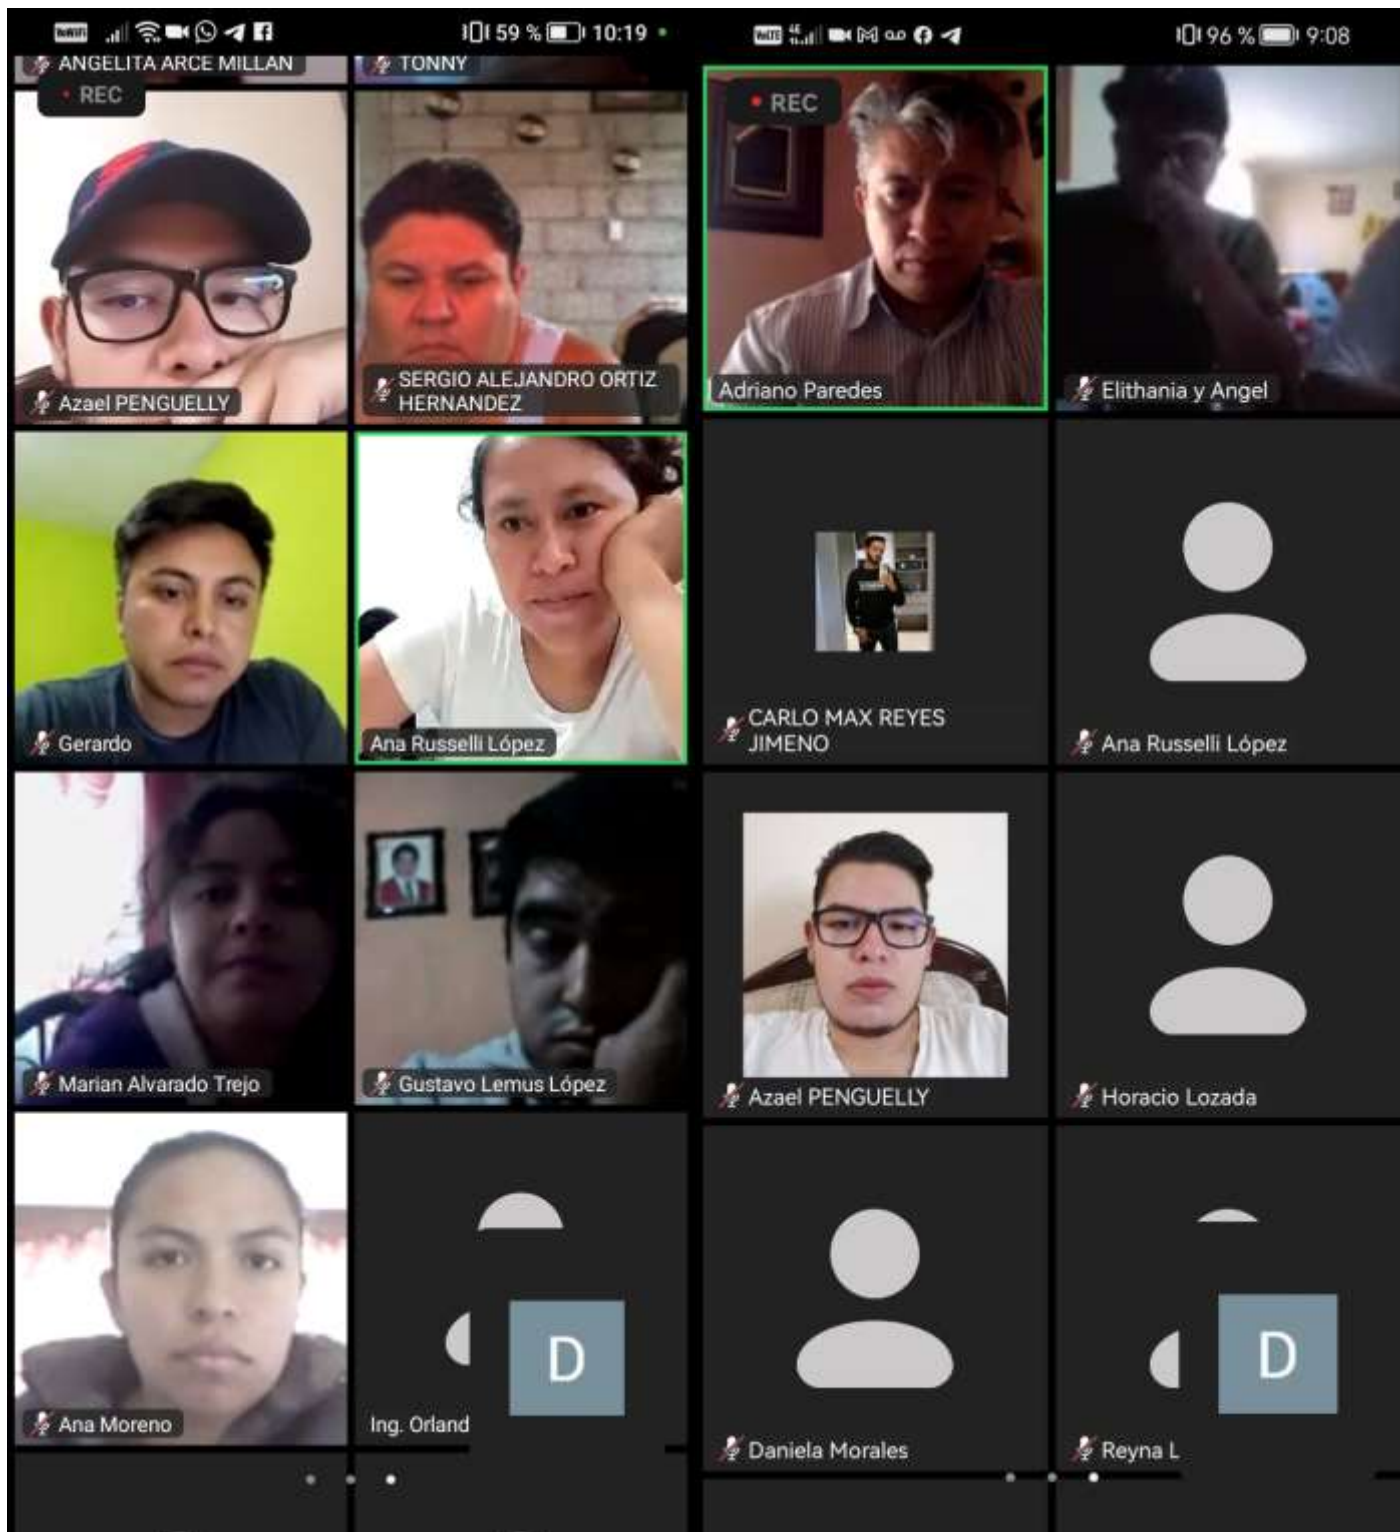 VoWiFi
59 %
10:19
ANGELITA ARCE MILLAN
TONNY
REC
Azael PENGUELLY
SERGIO ALEJANDRO ORTIZ
HERNANDEZ
Gerardo
Ana Russelli López
Marian Alvarado Trejo
Gustavo Lemus López
Ana Moreno
Ing. Orland
D
VoLTE
96 %
9:08
REC
Adriano Paredes
Elithania y Angel
CARLO MAX REYES
JIMENO
Ana Russelli López
Azael PENGUELLY
Horacio Lozada
Daniela Morales
Reyna L
D